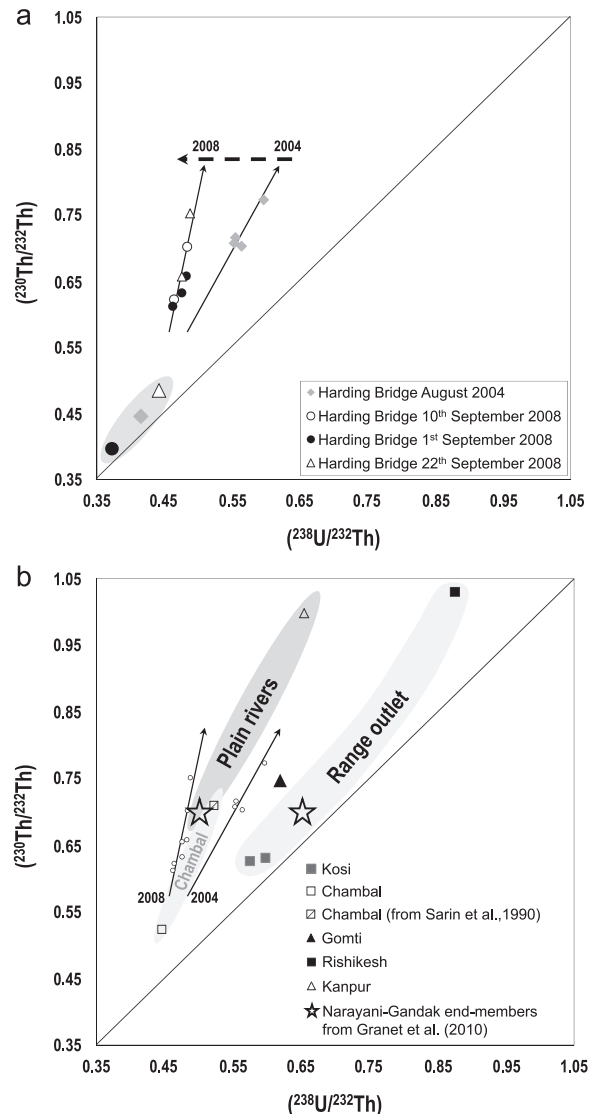 a
1.05
0.95
0.85
0.75
0.65
0.55
0.45
0.35
(²³⁰Th/²³²Th)
2008
2004
Harding Bridge August 2004
Harding Bridge 10th September 2008
Harding Bridge 1st September 2008
Harding Bridge 22th September 2008
0.35 0.45 0.55 0.65 0.75 0.85 0.95 1.05
(²³⁸U/²³²Th)
b
1.05
0.95
0.85
0.75
0.65
0.55
0.45
0.35
(²³⁰Th/²³²Th)
Plain rivers
Range outlet
Chambal
2008
2004
Kosi
Chambal
Chambal (from Sarin et al.,1990)
Gomti
Rishikesh
Kanpur
Narayani-Gandak end-members
from Granet et al. (2010)
0.35 0.45 0.55 0.65 0.75 0.85 0.95 1.05
(²³⁸U/²³²Th)